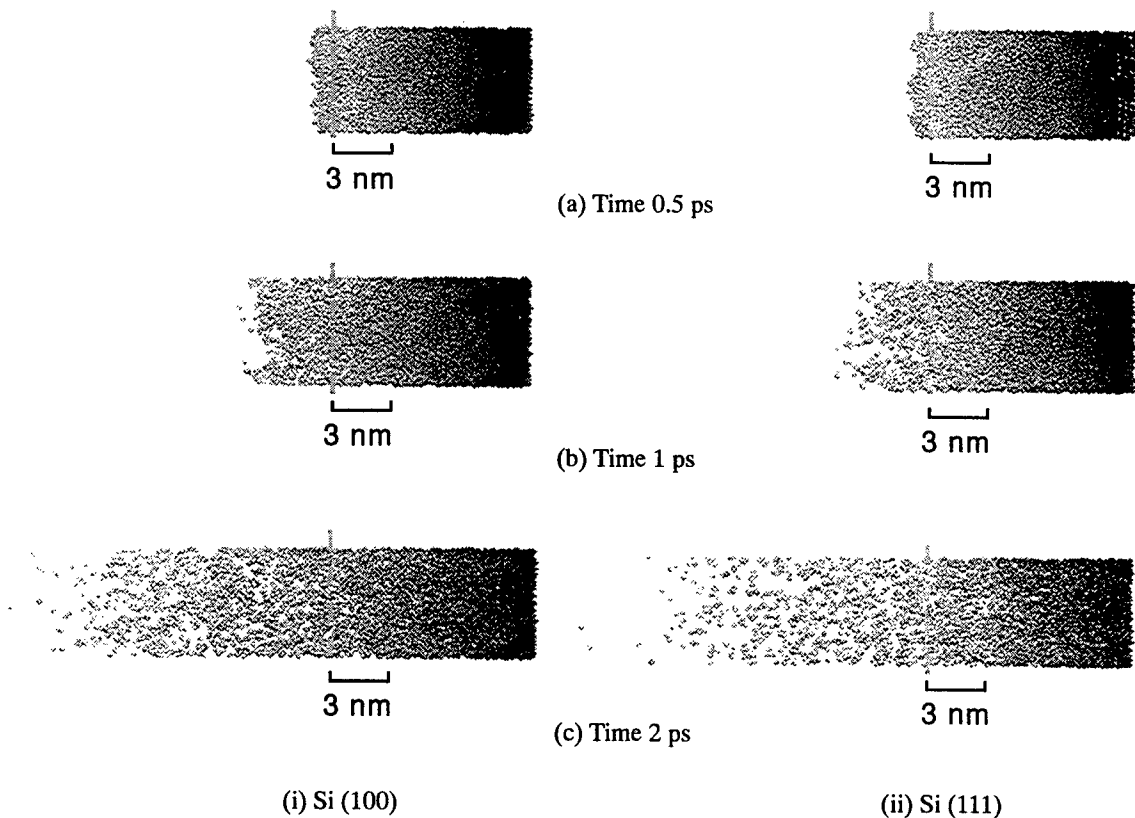 3 nm
3 nm
(a) Time 0.5 ps
3 nm
3 nm
(b) Time 1 ps
3 nm
3 nm
(c) Time 2 ps
(i) Si (100)
(ii) Si (111)